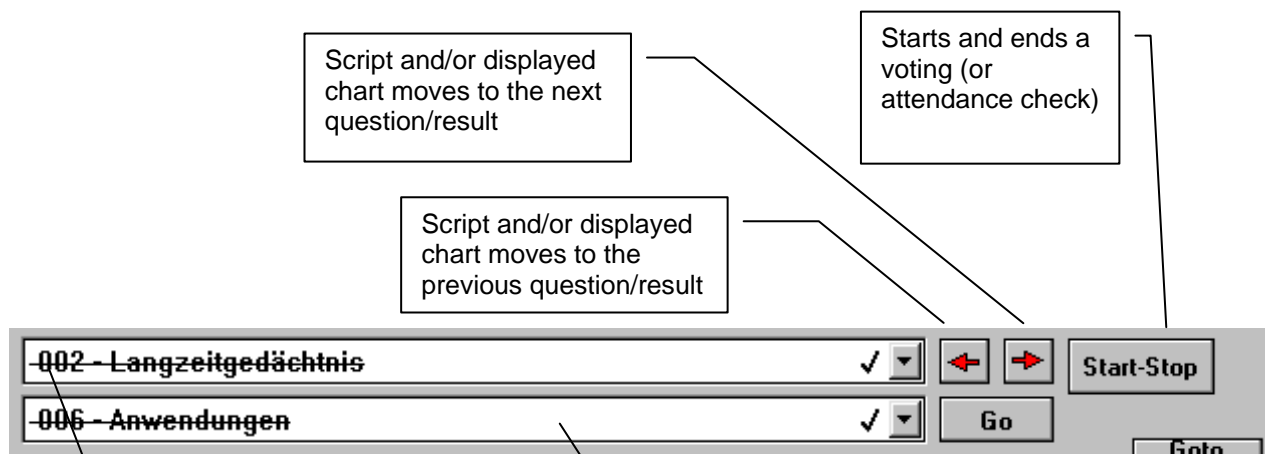 Script and/or displayed
chart moves to the next
question/result
Starts and ends a
voting (or
attendance check)
Script and/or displayed
chart moves to the
previous question/result
002 - Langzeitgedächtnis
Start-Stop
006 - Anwendungen
Go
Goto